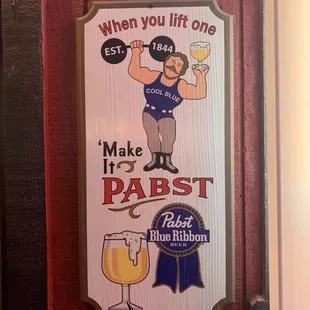 When you lift one
EST. 1844
COOL BLUE
'Make
It
PABST
Pabst
Blue Ribbon
BEER